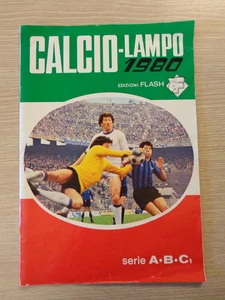 CALCIO-LAMPO
1980
EDIZIONI FLASH
serie A•B•C1